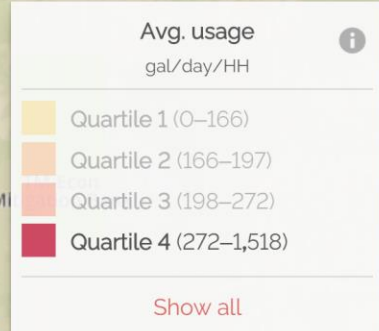 Avg. usage
gal/day/HH
Quartile 1 (0–166)
Quartile 2 (166–197)
Quartile 3 (198–272)
Quartile 4 (272–1,518)
Show all